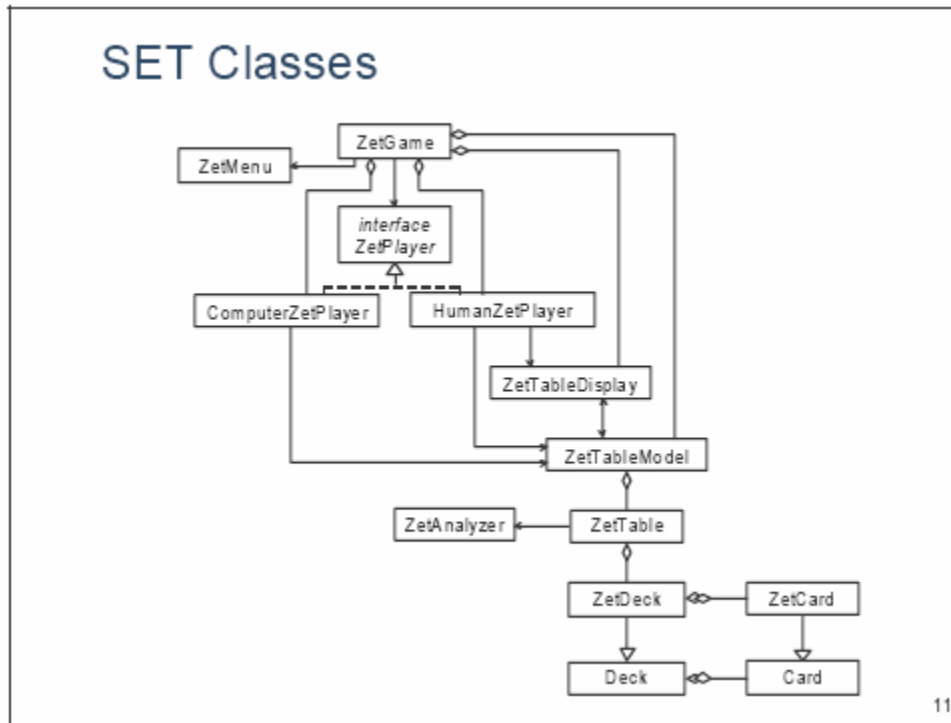 SET Classes
ZetGame
ZetMenu
interface
ZetPlayer
ComputerZetPlayer
HumanZetPlayer
ZetTableDisplay
ZetTableModel
ZetAnalyzer
ZetTable
ZetDeck
ZetCard
Deck
Card
11